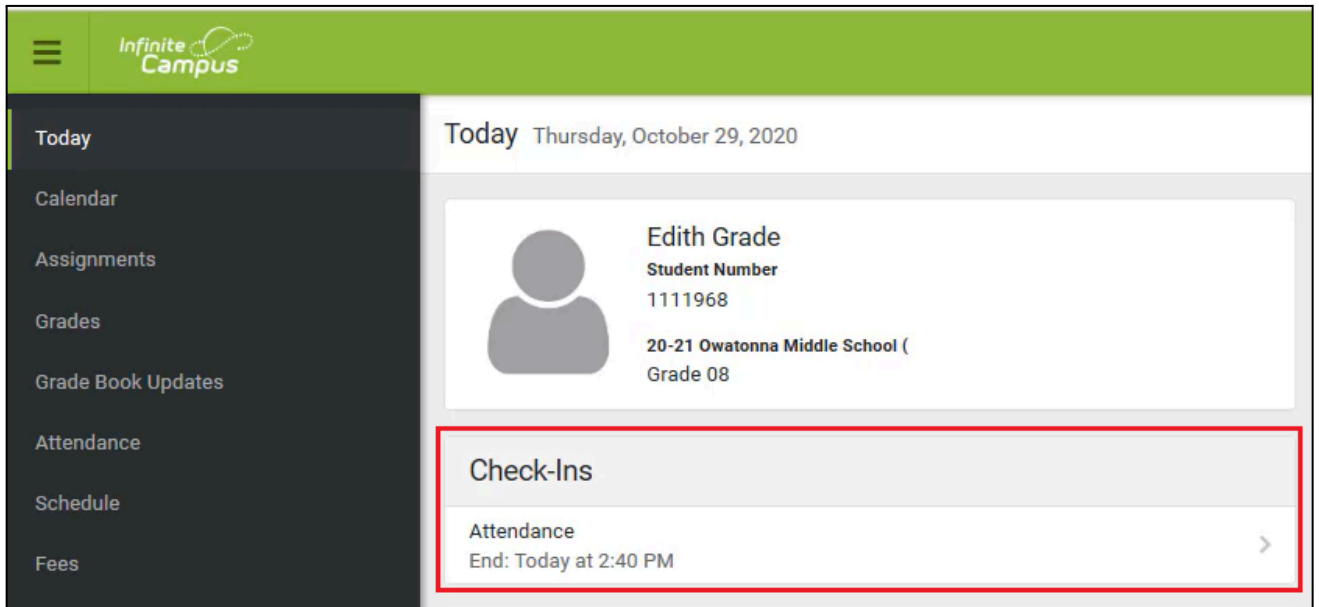 Infinite
Campus
Today
Calendar
Assignments
Grades
Grade Book Updates
Attendance
Schedule
Fees
Today Thursday, October 29, 2020
Edith Grade
Student Number
1111968
20-21 Owatonna Middle School (
Grade 08
Check-Ins
Attendance
End: Today at 2:40 PM